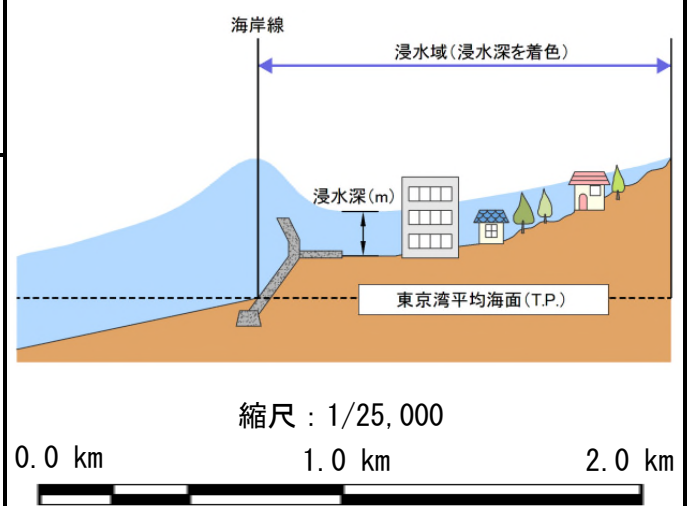 海岸線
浸水域（浸水深を着色）
浸水深（m）
東京湾平均海面（T.P.）
縮尺：1/25,000
0.0 km 1.0 km 2.0 km